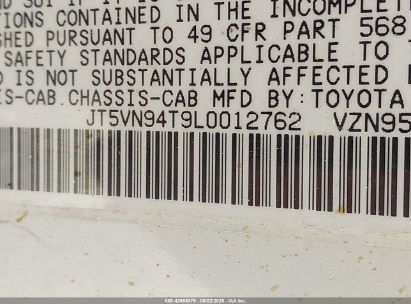 TIONS CONTAINED IN THE INCOMPLET
SHED PURSUANT TO 49 CFR PART 568
SAFETY STANDARDS APPLICABLE TO
D IS NOT SUBSTANTIALLY AFFECTED
IS-CAB.CHASSIS-CAB MFD BY:TOYOTA
JT5VN94T9L0012762 VZN95